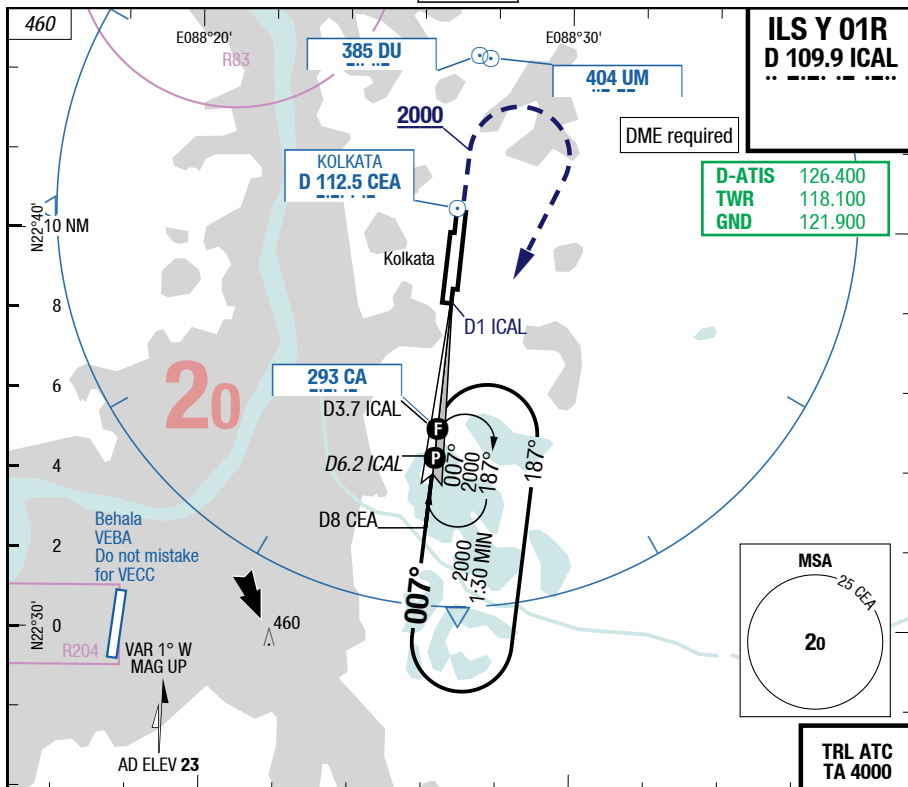 460
E088°20'
E088°30'
ILS Y 01R
D 109.9 ICAL
R83
385 DU
404 UM
2000
DME required
KOLKATA
D 112.5 CEA
D-ATIS 126.400
TWR 118.100
GND 121.900
N22°40'
10 NM
Kolkata
8
D1 ICAL
6
293 CA
20
D3.7 ICAL
F
D6.2 ICAL
P
007°
2000
187°
187°
4
D8 CEA
Behala
VEBA
Do not mistake
for VECC
2
2000
1:30 MIN
007°
MSA
25 CEA
20
N22°30'
0
460
R204
VAR 1° W
MAG UP
AD ELEV 23
TRL ATC
TA 4000